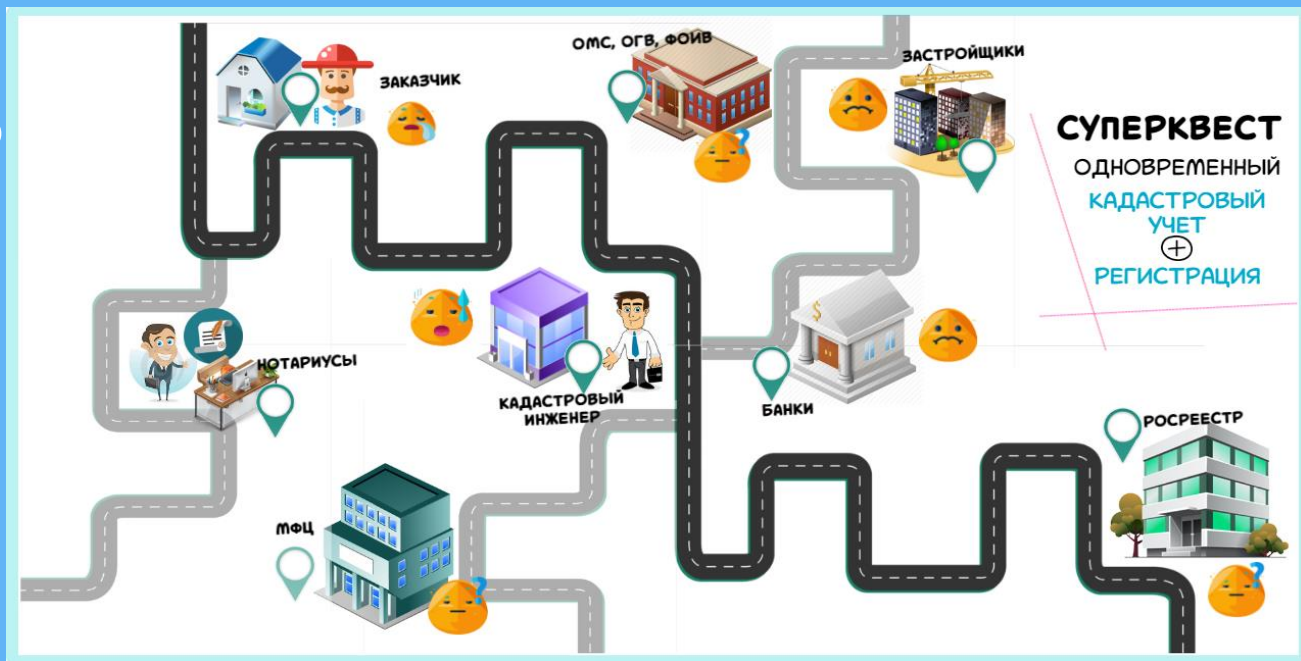 ЗАКАЗЧИК
ОМС, ОГВ, ФОИВ
ЗАСТРОЙЩИКИ
СУПЕРКВЕСТ
ОДНОВРЕМЕННЫЙ
КАДАСТРОВЫЙ
УЧЕТ
+
РЕГИСТРАЦИЯ
НОТАРИУСЫ
КАДАСТРОВЫЙ
ИНЖЕНЕР
БАНКИ
РОСРЕЕСТР
МФЦ